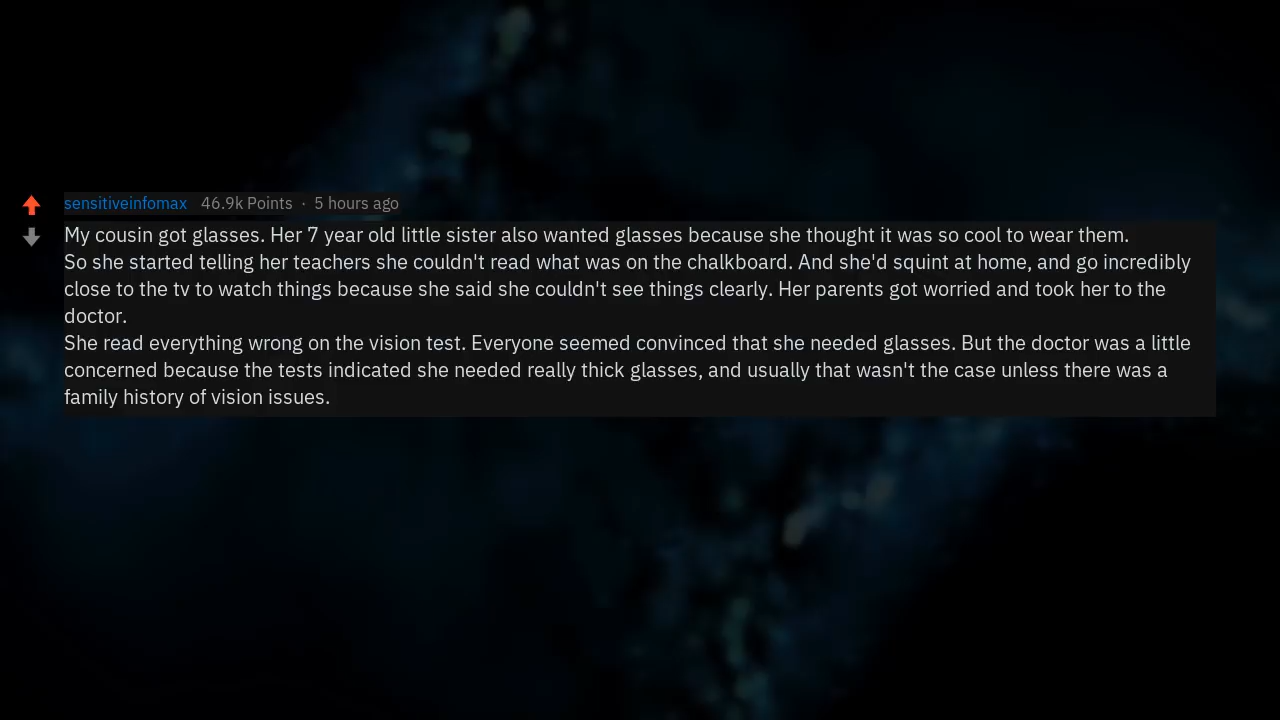 sensitiveinfomax 46.9k Points · 5 hours ago
My cousin got glasses. Her 7 year old little sister also wanted glasses because she thought it was so cool to wear them.
So she started telling her teachers she couldn't read what was on the chalkboard. And she'd squint at home, and go incredibly
close to the tv to watch things because she said she couldn't see things clearly. Her parents got worried and took her to the
doctor.
She read everything wrong on the vision test. Everyone seemed convinced that she needed glasses. But the doctor was a little
concerned because the tests indicated she needed really thick glasses, and usually that wasn't the case unless there was a
family history of vision issues.